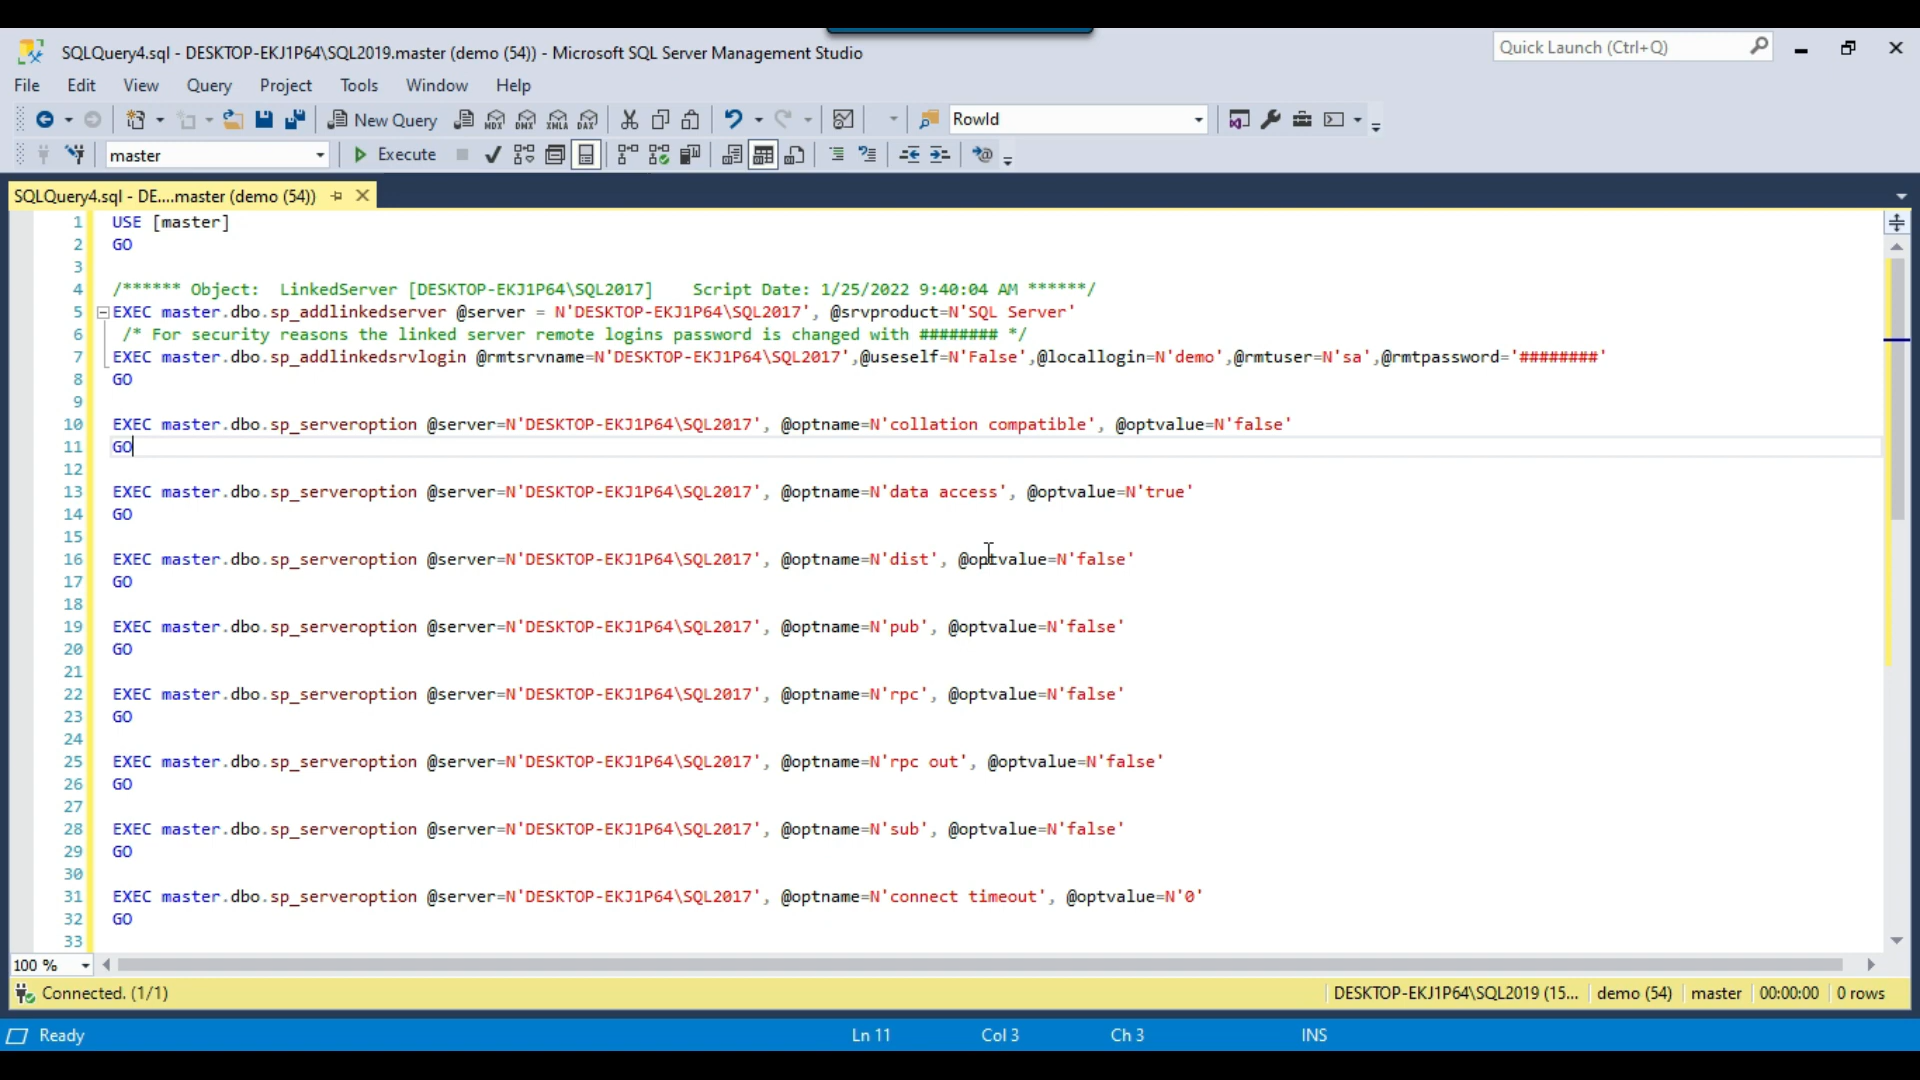 SQLQuery4.sql - DESKTOP-EKJ1P64\SQL2019.master (demo (54)) - Microsoft SQL Server Management Studio
Quick Launch (Ctrl+Q)
File Edit View Query Project Tools Window Help
New Query MDX DMX XMLA DAX RowId
master Execute
SQLQuery4.sql - DE....master (demo (54))
1 USE [master]
2 GO
3
4 /****** Object:  LinkedServer [DESKTOP-EKJ1P64\SQL2017]    Script Date: 1/25/2022 9:40:04 AM ******/
5 EXEC master.dbo.sp_addlinkedserver @server = N'DESKTOP-EKJ1P64\SQL2017', @srvproduct=N'SQL Server'
6 /* For security reasons the linked server remote logins password is changed with ######## */
7 EXEC master.dbo.sp_addlinkedsrvlogin @rmtsrvname=N'DESKTOP-EKJ1P64\SQL2017',@useself=N'False',@locallogin=N'demo',@rmtuser=N'sa',@rmtpassword='########'
8 GO
9
10 EXEC master.dbo.sp_serveroption @server=N'DESKTOP-EKJ1P64\SQL2017', @optname=N'collation compatible', @optvalue=N'false'
11 GO
12
13 EXEC master.dbo.sp_serveroption @server=N'DESKTOP-EKJ1P64\SQL2017', @optname=N'data access', @optvalue=N'true'
14 GO
15
16 EXEC master.dbo.sp_serveroption @server=N'DESKTOP-EKJ1P64\SQL2017', @optname=N'dist', @optvalue=N'false'
17 GO
18
19 EXEC master.dbo.sp_serveroption @server=N'DESKTOP-EKJ1P64\SQL2017', @optname=N'pub', @optvalue=N'false'
20 GO
21
22 EXEC master.dbo.sp_serveroption @server=N'DESKTOP-EKJ1P64\SQL2017', @optname=N'rpc', @optvalue=N'false'
23 GO
24
25 EXEC master.dbo.sp_serveroption @server=N'DESKTOP-EKJ1P64\SQL2017', @optname=N'rpc out', @optvalue=N'false'
26 GO
27
28 EXEC master.dbo.sp_serveroption @server=N'DESKTOP-EKJ1P64\SQL2017', @optname=N'sub', @optvalue=N'false'
29 GO
30
31 EXEC master.dbo.sp_serveroption @server=N'DESKTOP-EKJ1P64\SQL2017', @optname=N'connect timeout', @optvalue=N'0'
32 GO
33
100 %
Connected. (1/1) DESKTOP-EKJ1P64\SQL2019 (15... demo (54) master 00:00:00 0 rows
Ready Ln 11 Col 3 Ch 3 INS